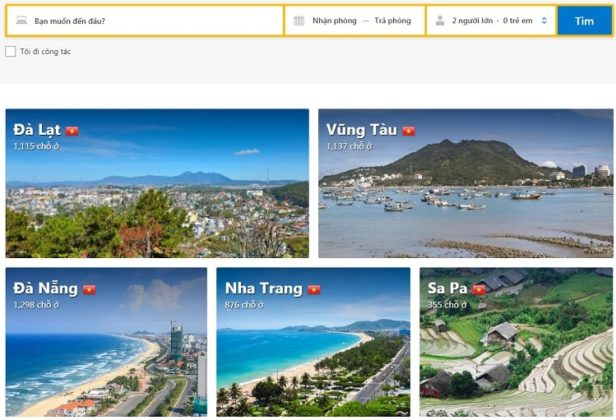 Bạn muốn đến đâu?
Nhận phòng — Trả phòng
2 người lớn · 0 trẻ em
Tìm
Tôi đi công tác
Đà Lạt
1,115 chỗ ở
Vũng Tàu
1,137 chỗ ở
Đà Nẵng
1,298 chỗ ở
Nha Trang
876 chỗ ở
Sa Pa
355 chỗ ở